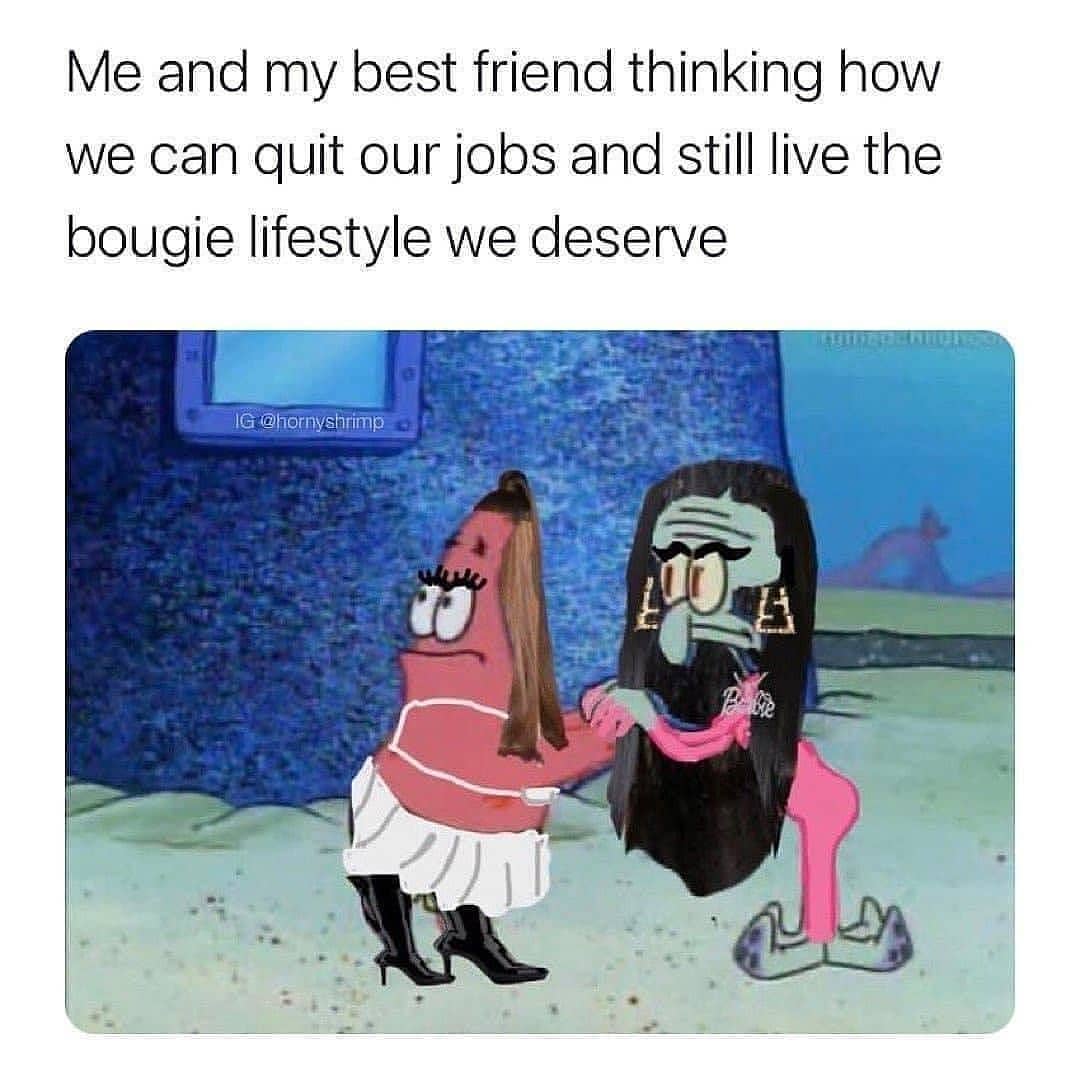 Me and my best friend thinking how
we can quit our jobs and still live the
bougie lifestyle we deserve
IG @hornyshrimp
Barbie